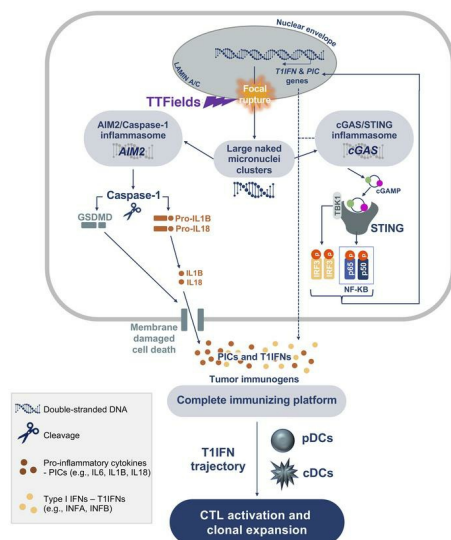 Nuclear envelope
LAMIN A/C
T1IFN & PIC
genes
Focal
rupture
TTFields
AIM2/Caspase-1
inflammasome
AIM2
Large naked
micronuclei
clusters
cGAS/STING
inflammasome
cGAS
cGAMP
TBK1
STING
Caspase-1
GSDMD
Pro-IL1B
Pro-IL18
P
P
P
P
IRF3
IRF3
p65
p50
NF-KB
IL1B
IL18
Membrane
damaged
cell death
PICs and T1IFNs
Tumor immunogens
Complete immunizing platform
T1IFN
trajectory
pDCs
cDCs
CTL activation and
clonal expansion
Double-stranded DNA
Cleavage
Pro-inflammatory cytokines
- PICs (e.g., IL6, IL1B, IL18)
Type I IFNs – T1IFNs
(e.g., INFA, INFB)